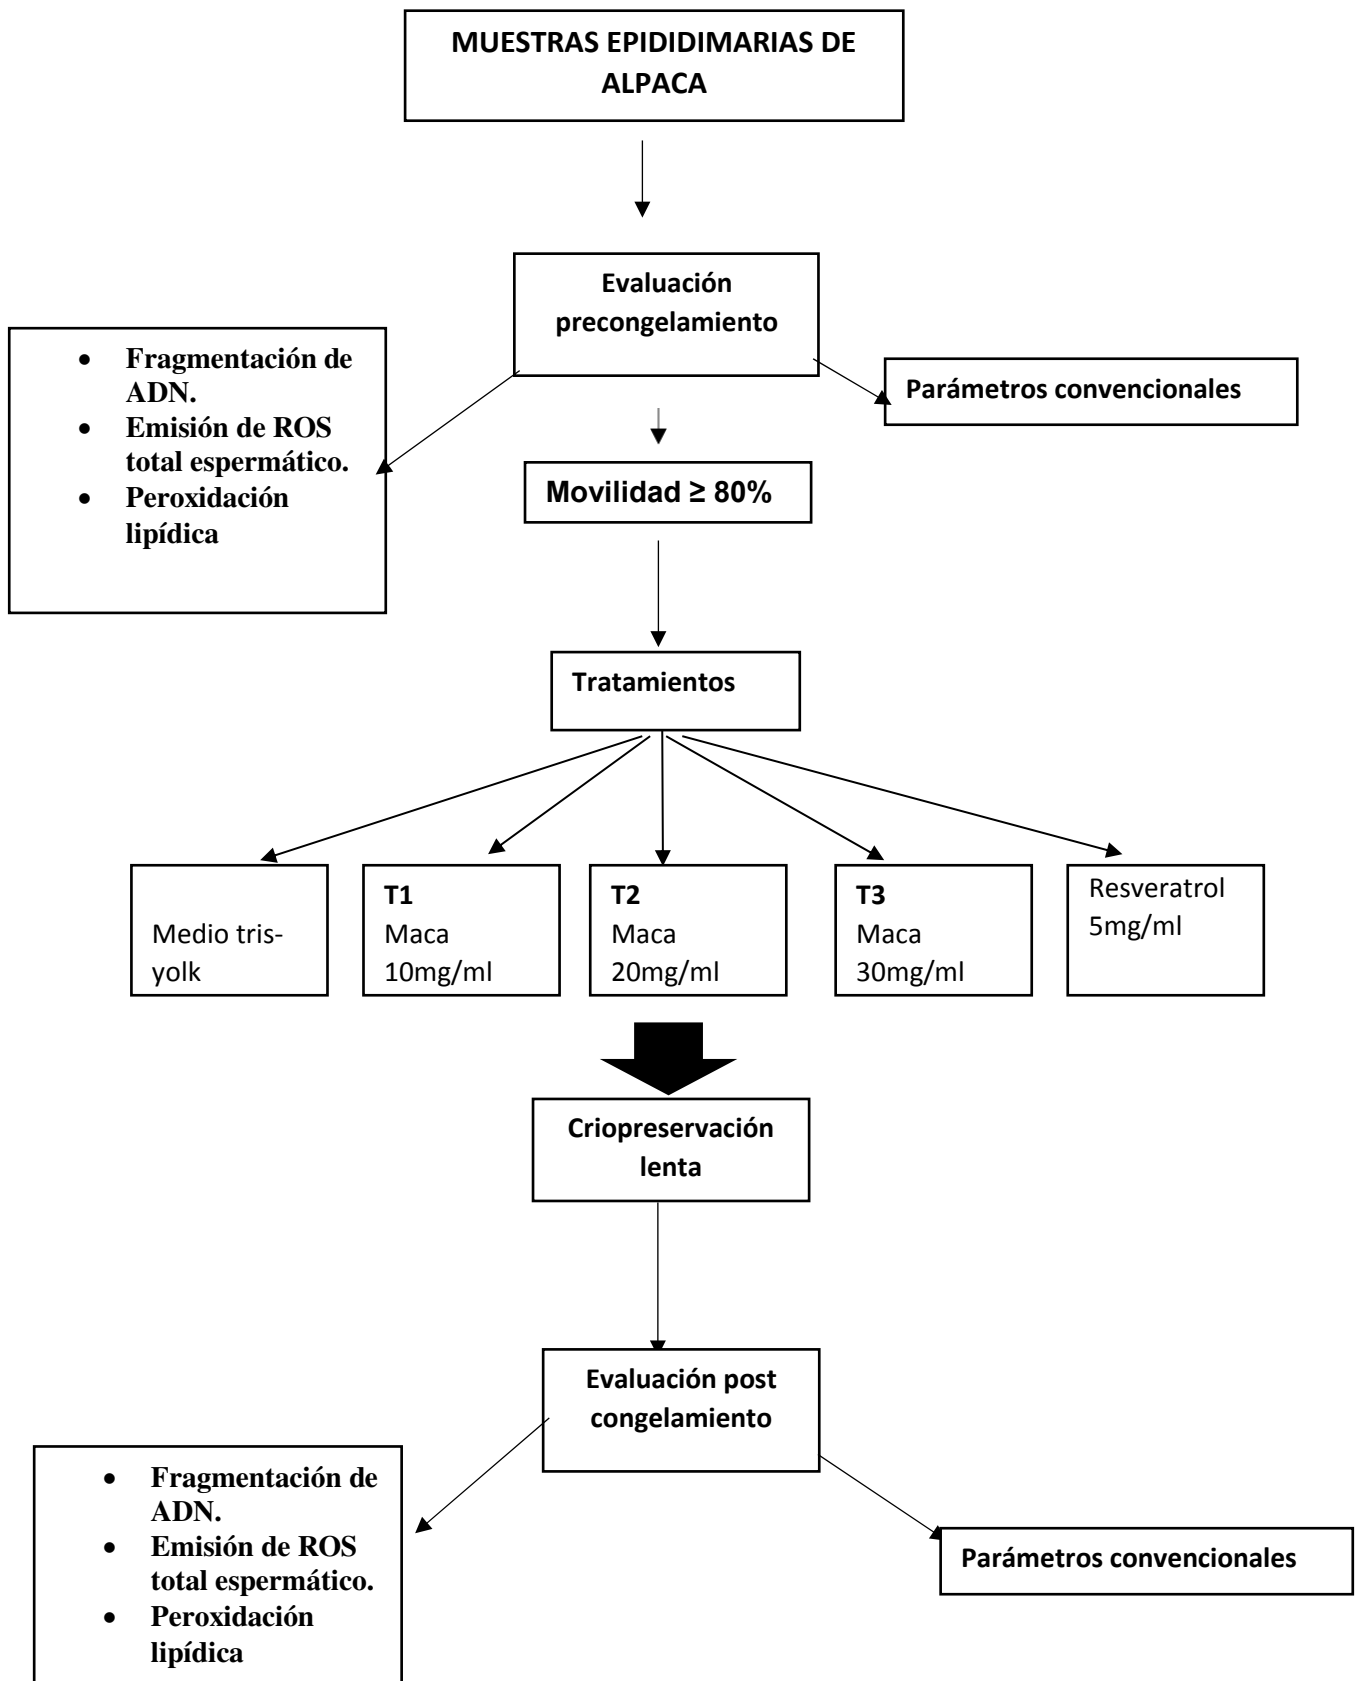 MUESTRAS EPIDIDIMARIAS DE
ALPACA
Evaluación
precongelamiento
• Fragmentación de
ADN.
• Emisión de ROS
total espermático.
• Peroxidación
lipídica
Parámetros convencionales
Movilidad ≥ 80%
Tratamientos
Medio tris-
yolk
T1
Maca
10mg/ml
T2
Maca
20mg/ml
T3
Maca
30mg/ml
Resveratrol
5mg/ml
Criopreservación
lenta
Evaluación post
congelamiento
• Fragmentación de
ADN.
• Emisión de ROS
total espermático.
• Peroxidación
lipídica
Parámetros convencionales